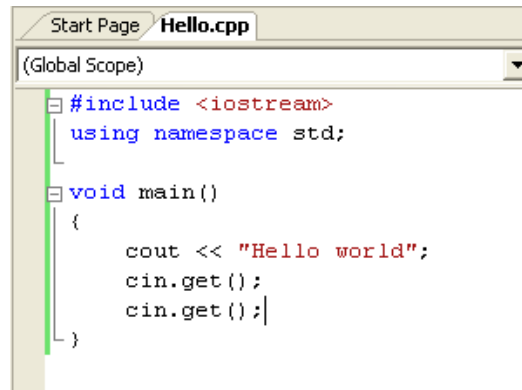 Start Page Hello.cpp
(Global Scope)
#include <iostream>
using namespace std;
void main()
{
cout << "Hello world";
cin.get();
cin.get();
}